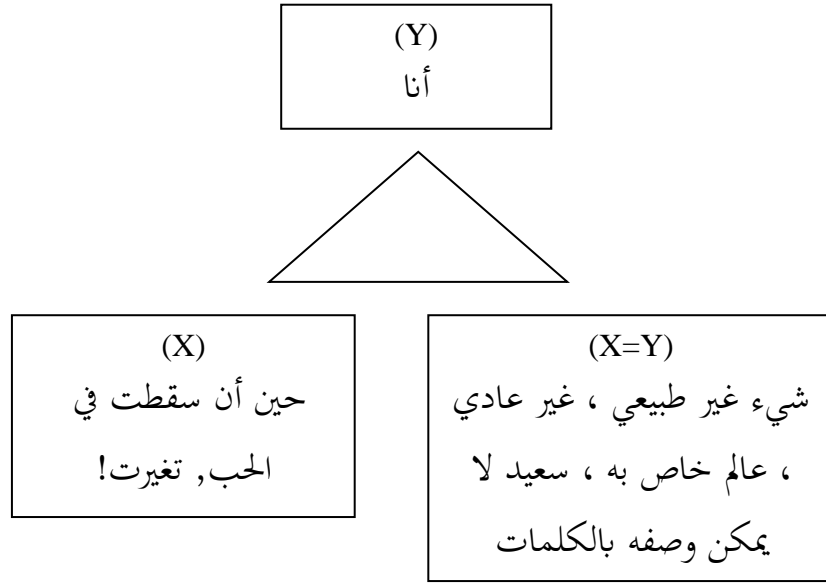 (Y)
أنا
(X)
حين أن سقطت في
الحب, تغيرت!
(X=Y)
شيء غير طبيعي ، غير عادي
، عالم خاص به ، سعيد لا
يمكن وصفه بالكلمات